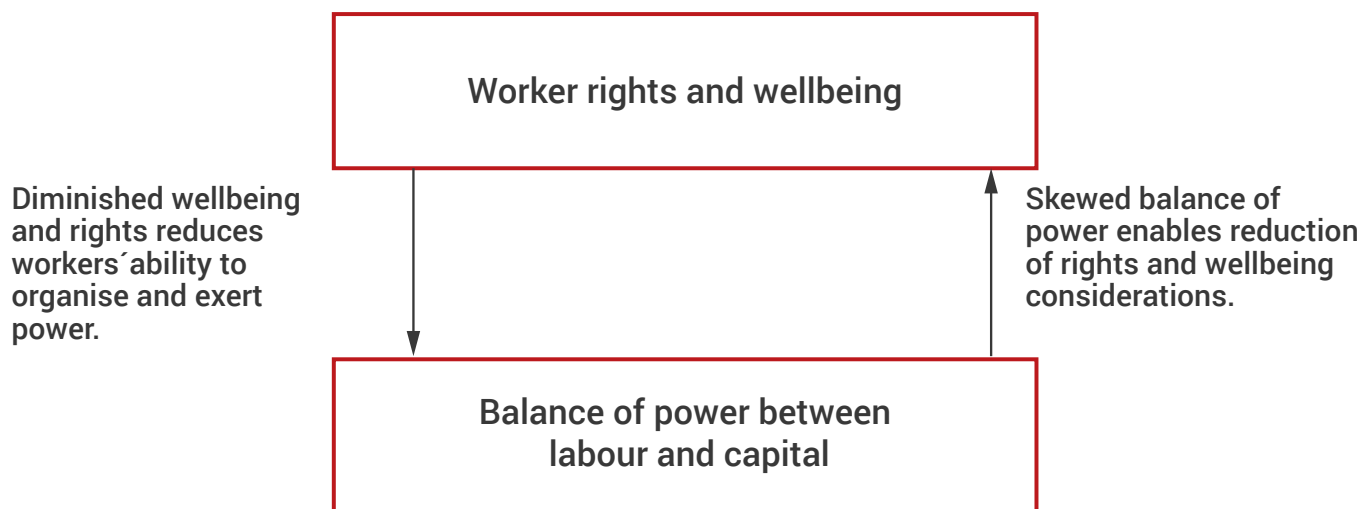 Worker rights and wellbeing
Diminished wellbeing
and rights reduces
workers´ability to
organise and exert
power.
Skewed balance of
power enables reduction
of rights and wellbeing
considerations.
Balance of power between
labour and capital